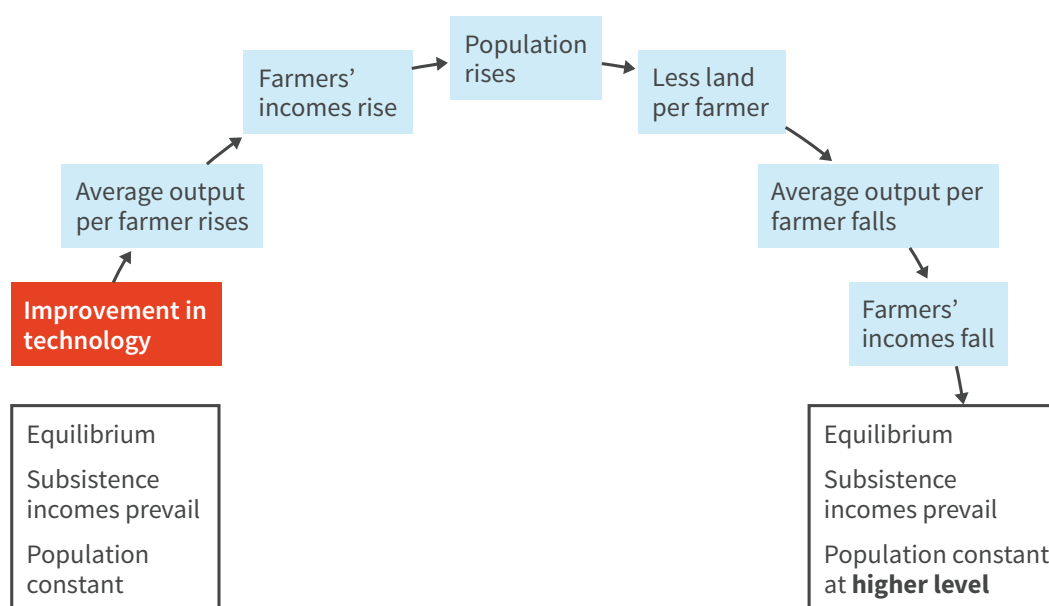 Equilibrium
Subsistence
incomes prevail
Population
constant
Improvement in
technology
Average output
per farmer rises
Farmers’
incomes rise
Population
rises
Less land
per farmer
Average output per
farmer falls
Farmers’
incomes fall
Equilibrium
Subsistence
incomes prevail
Population constant
at higher level